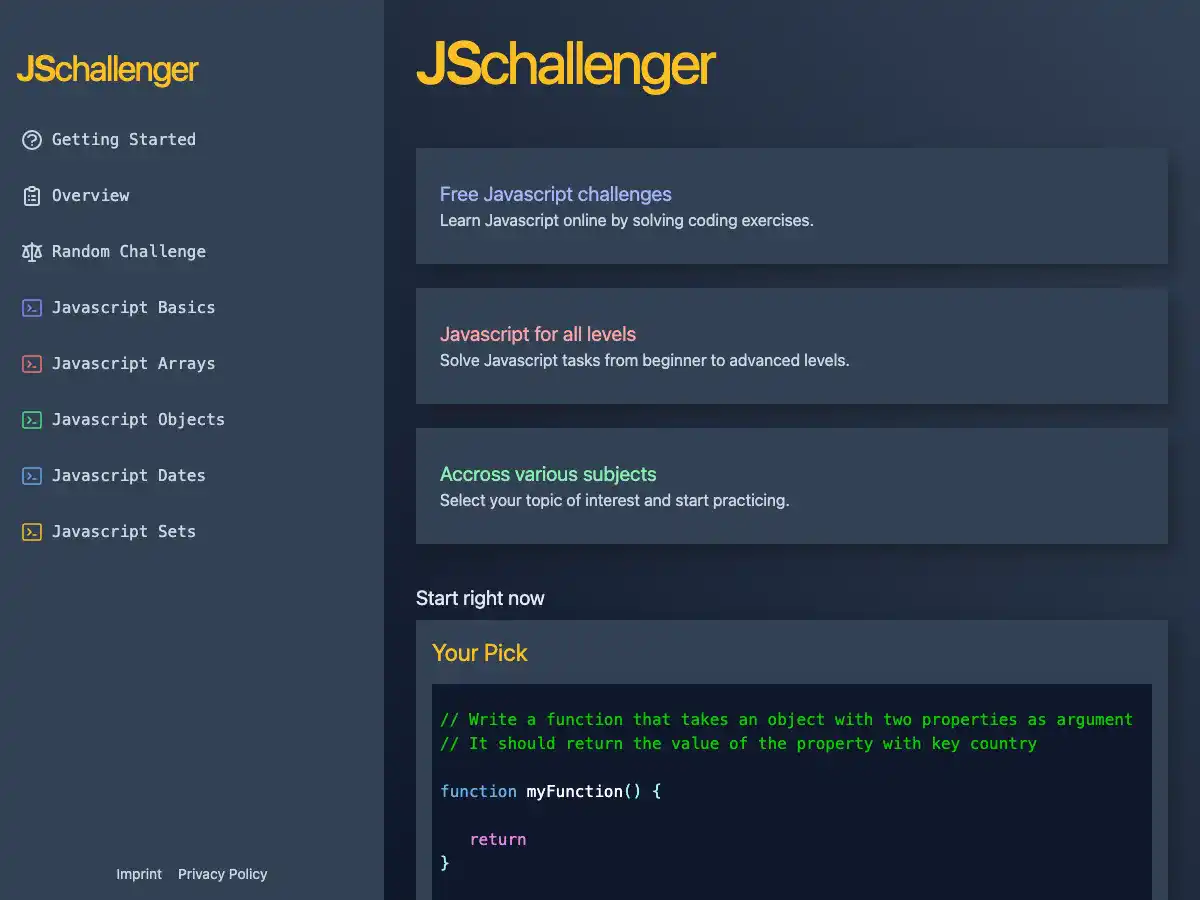 JSchallenger
Getting Started
Overview
Random Challenge
Javascript Basics
Javascript Arrays
Javascript Objects
Javascript Dates
Javascript Sets
Imprint Privacy Policy
JSchallenger
Free Javascript challenges
Learn Javascript online by solving coding exercises.
Javascript for all levels
Solve Javascript tasks from beginner to advanced levels.
Accross various subjects
Select your topic of interest and start practicing.
Start right now
Your Pick
// Write a function that takes an object with two properties as argument
// It should return the value of the property with key country
function myFunction() {
return
}